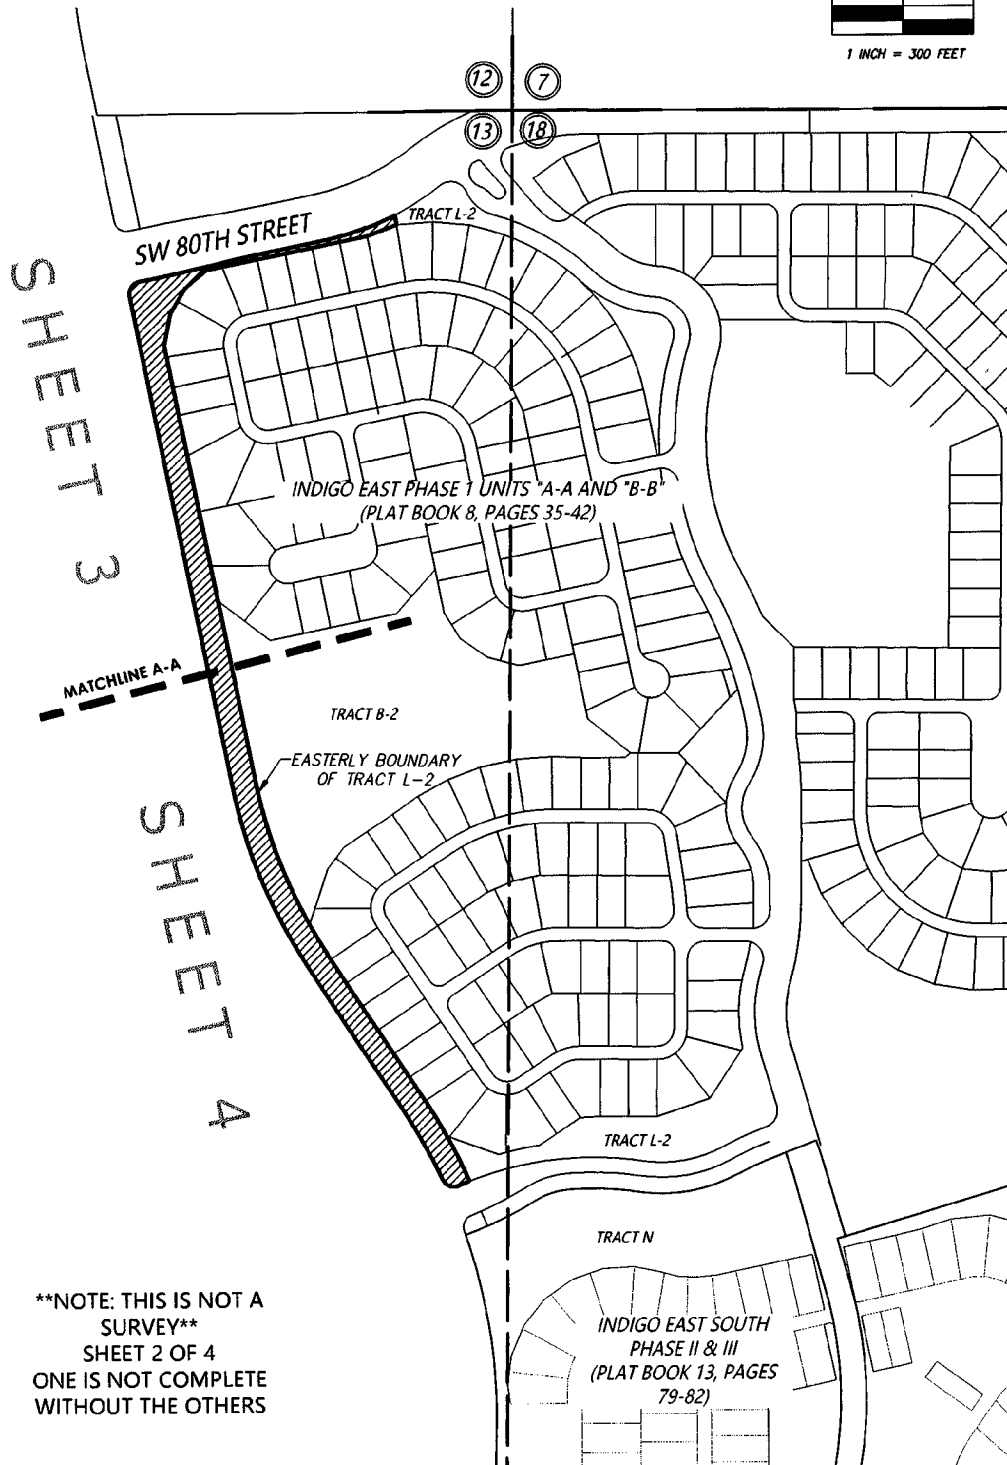 1 INCH = 300 FEET
12
7
13
18
TRACT L-2
SW 80TH STREET
SHEET 3
INDIGO EAST PHASE 1 UNITS "A-A AND "B-B"
(PLAT BOOK 8, PAGES 35-42)
MATCHLINE A-A
TRACT B-2
EASTERLY BOUNDARY
OF TRACT L-2
SHEET 4
TRACT L-2
TRACT N
INDIGO EAST SOUTH
PHASE II & III
(PLAT BOOK 13, PAGES
79-82)
**NOTE: THIS IS NOT A
SURVEY**
SHEET 2 OF 4
ONE IS NOT COMPLETE
WITHOUT THE OTHERS